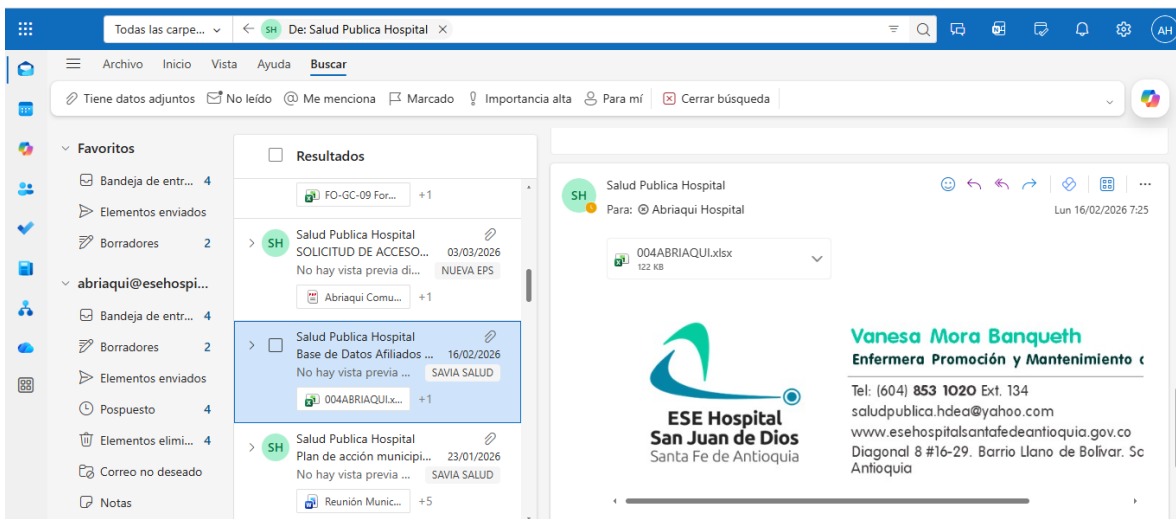 Todas las carpe...
SH De: Salud Publica Hospital
AH
Archivo Inicio Vista Ayuda Buscar
Tiene datos adjuntos No leído Me menciona Marcado Importancia alta Para mí Cerrar búsqueda
Favoritos
Bandeja de entr... 4
Elementos enviados
Borradores 2
abriaqui@esehospi...
Bandeja de entr... 4
Borradores 2
Elementos enviados
Pospuesto 4
Elementos elimi... 4
Correo no deseado
Notas
Resultados
FO-GC-09 For... +1
SH
Salud Publica Hospital
SOLICITUD DE ACCESO... 03/03/2026
No hay vista previa di... NUEVA EPS
Abriaqui Comu... +1
Salud Publica Hospital
Base de Datos Afiliados ... 16/02/2026
No hay vista previa ... SAVIA SALUD
004ABRIAQUI.x... +1
SH
Salud Publica Hospital
Plan de acción municipi... 23/01/2026
No hay vista previa ... SAVIA SALUD
Reunión Munic... +5
SH
Salud Publica Hospital
Para: Abriaqui Hospital
Lun 16/02/2026 7:25
004ABRIAQUI.xlsx
122 KB
ESE Hospital
San Juan de Dios
Santa Fe de Antioquia
Vanesa Mora Banqueth
Enfermera Promoción y Mantenimiento
Tel: (604) 853 1020 Ext. 134
saludpublica.hdea@yahoo.com
www.esehospitalsantafedeantioquia.gov.co
Diagonal 8 #16-29. Barrio Llano de Bolívar. Sc
Antioquia